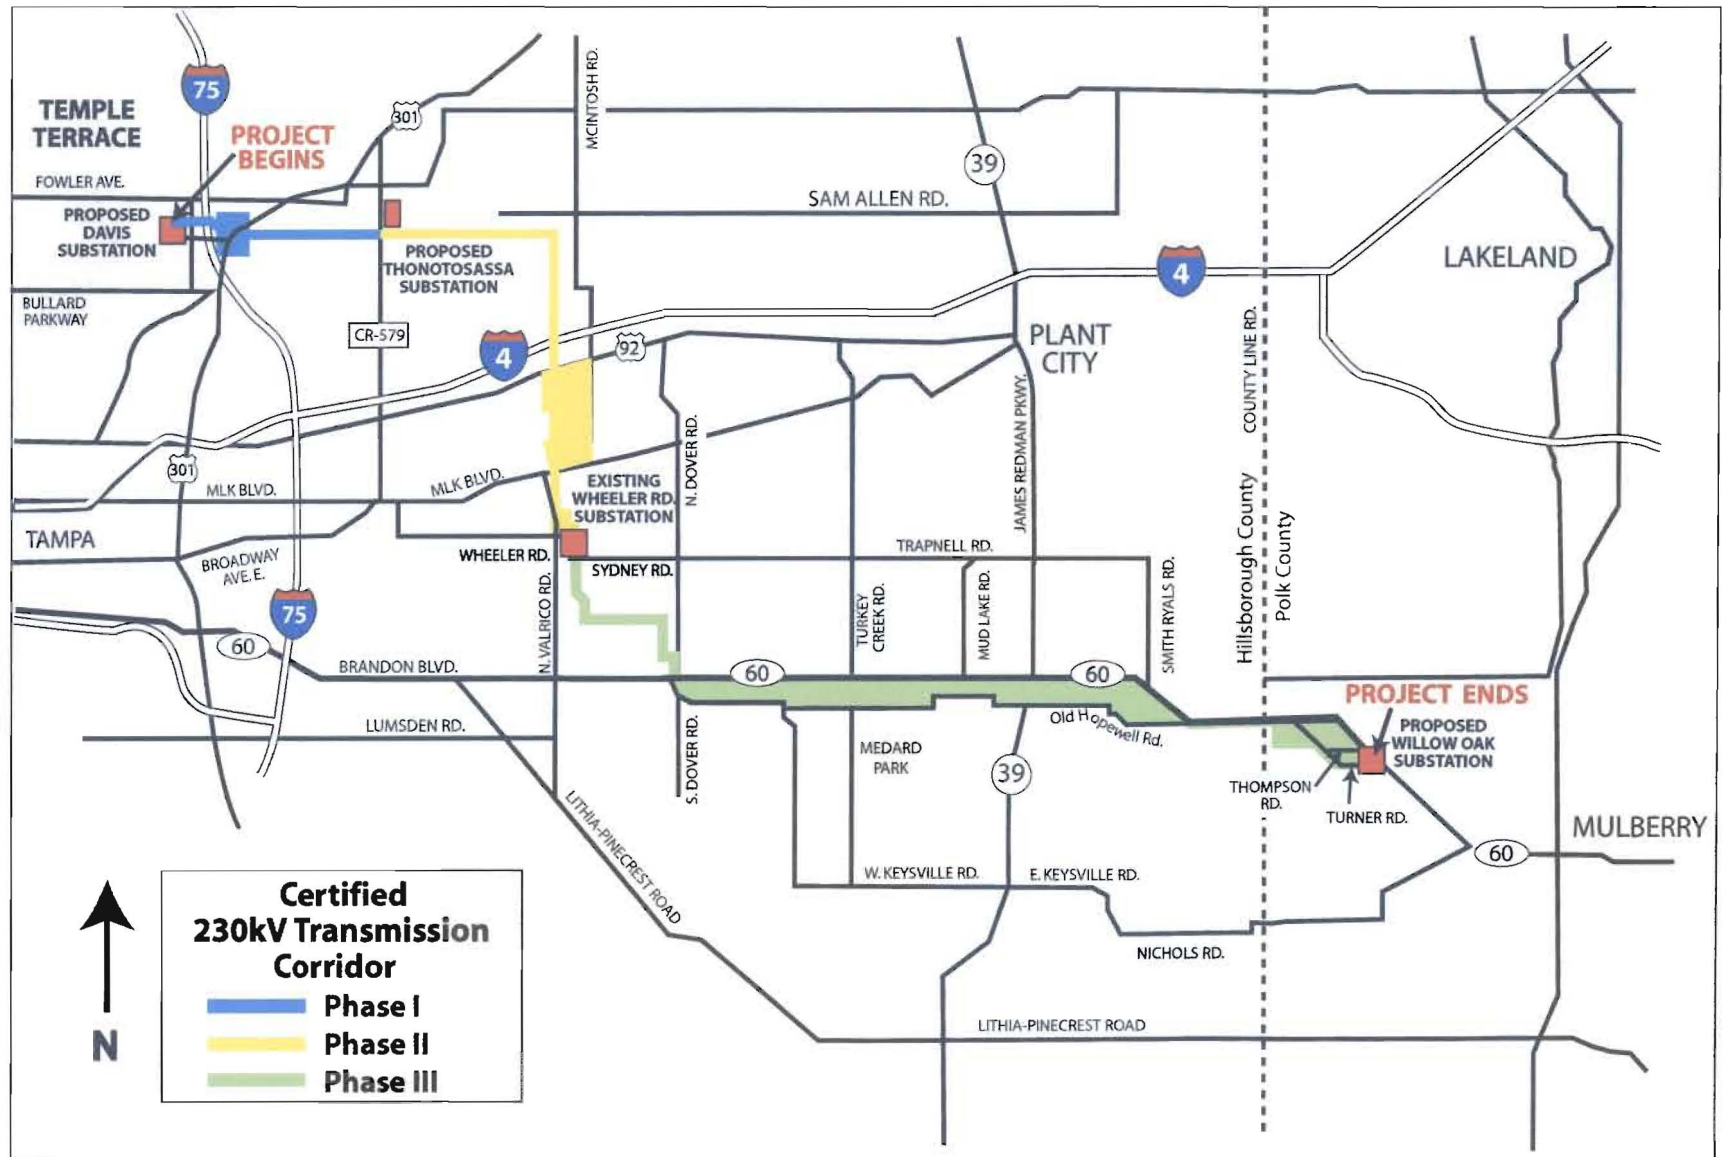 MCINTOSH RD.
75
TEMPLE
TERRACE
301
PROJECT
BEGINS
39
FOWLER AVE.
SAM ALLEN RD.
PROPOSED
DAVIS
SUBSTATION
PROPOSED
THONOTOSASSA
SUBSTATION
LAKELAND
4
BULLARD
PARKWAY
CR-579
4
92
PLANT
CITY
COUNTY LINE RD.
JAMES REDMAN PKWY.
N. DOVER RD.
301
MLK BLVD.
MLK BLVD.
EXISTING
WHEELER RD.
SUBSTATION
Hillsborough County
Polk County
TAMPA
BROADWAY
AVE. E.
WHEELER RD.
SYDNEY RD.
TRAPNELL RD.
N. VALRICO RD.
TURKEY
CREEK RD.
MUD LAKE RD.
SMITH RYALS RD.
75
60
BRANDON BLVD.
60
60
PROJECT ENDS
LUMSDEN RD.
S. DOVER RD.
Old Hopewell Rd.
PROPOSED
WILLOW OAK
SUBSTATION
MEDARD
PARK
39
THOMPSON
RD.
TURNER RD.
LITHIA-PINECREST ROAD
MULBERRY
60
W. KEYSVILLE RD.
E. KEYSVILLE RD.
NICHOLS RD.
LITHIA-PINECREST ROAD
N
Certified
230kV Transmission
Corridor
Phase I
Phase II
Phase III